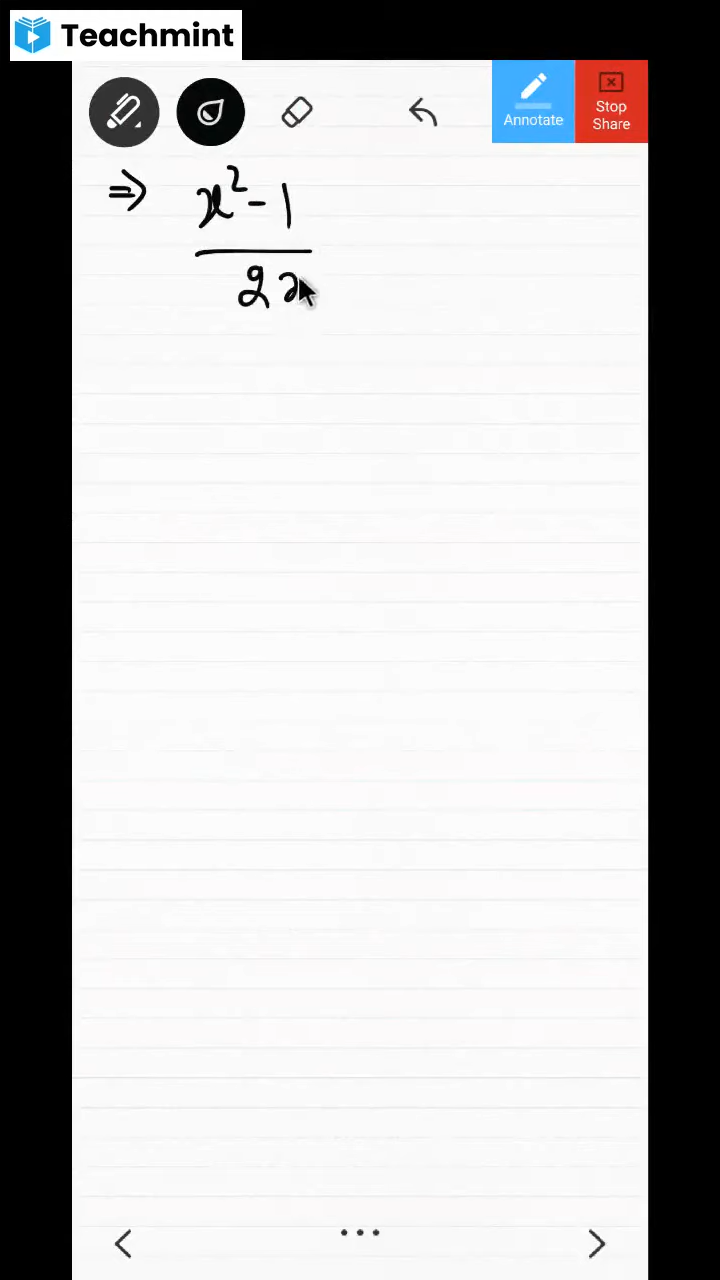 Teachmint
Annotate
Stop
Share
⇒ x² - 1
2x